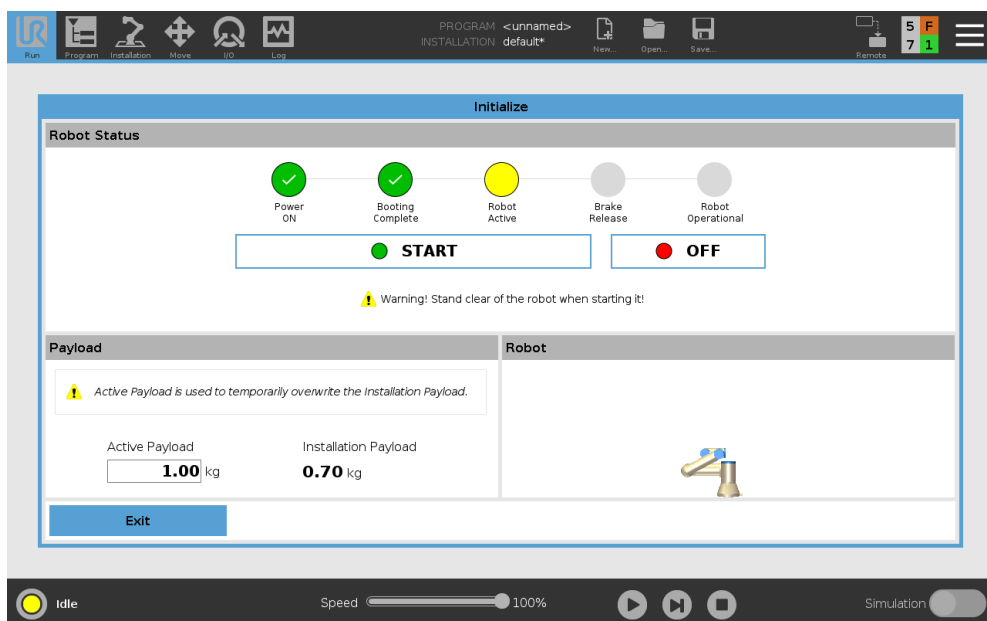 UR
PROGRAM <unnamed>
INSTALLATION default*
Run Program Installation Move I/O Log New... Open... Save... Remote
5 F
7 1
Initialize
Robot Status
Power ON
Booting Complete
Robot Active
Brake Release
Robot Operational
START
OFF
Warning! Stand clear of the robot when starting it!
Payload
Robot
Active Payload is used to temporarily overwrite the Installation Payload.
Active Payload
Installation Payload
1.00 kg
0.70 kg
Exit
Idle
Speed 100%
Simulation